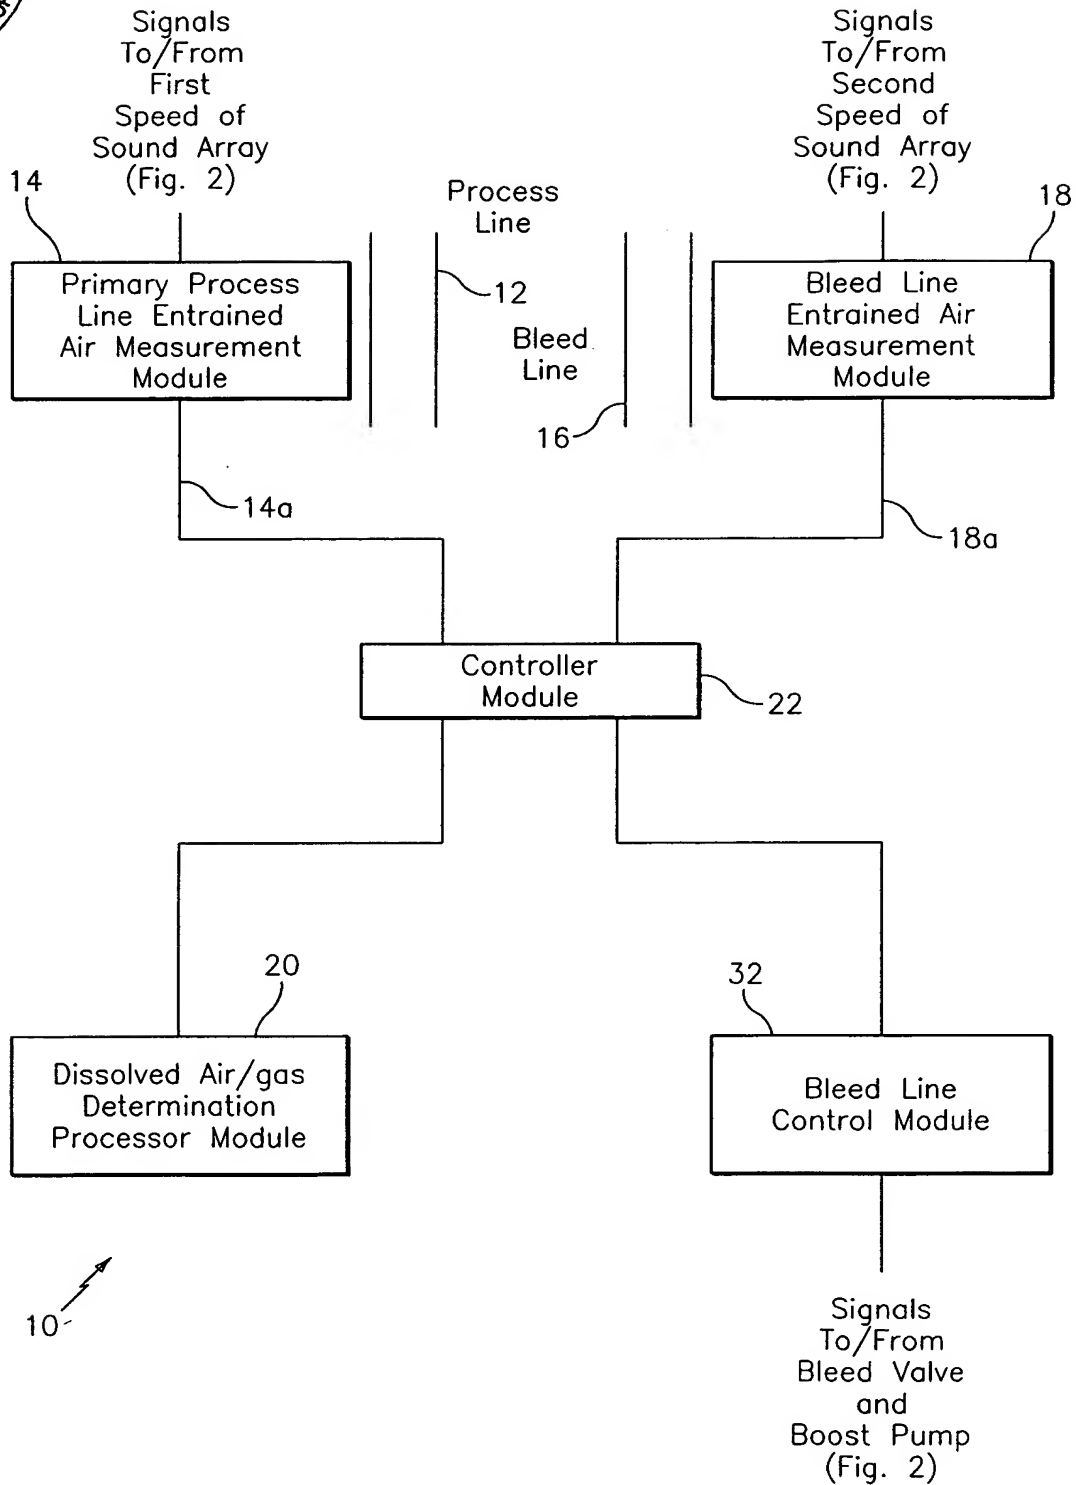 Signals
To/From
First
Speed of
Sound Array
(Fig. 2)
Signals
To/From
Second
Speed of
Sound Array
(Fig. 2)
14
Process
Line
18
Primary Process
Line Entrained
Air Measurement
Module
12
Bleed
Line
16
Bleed Line
Entrained Air
Measurement
Module
14a
18a
Controller
Module
22
20
32
Dissolved Air/gas
Determination
Processor Module
Bleed Line
Control Module
10
Signals
To/From
Bleed Valve
and
Boost Pump
(Fig. 2)